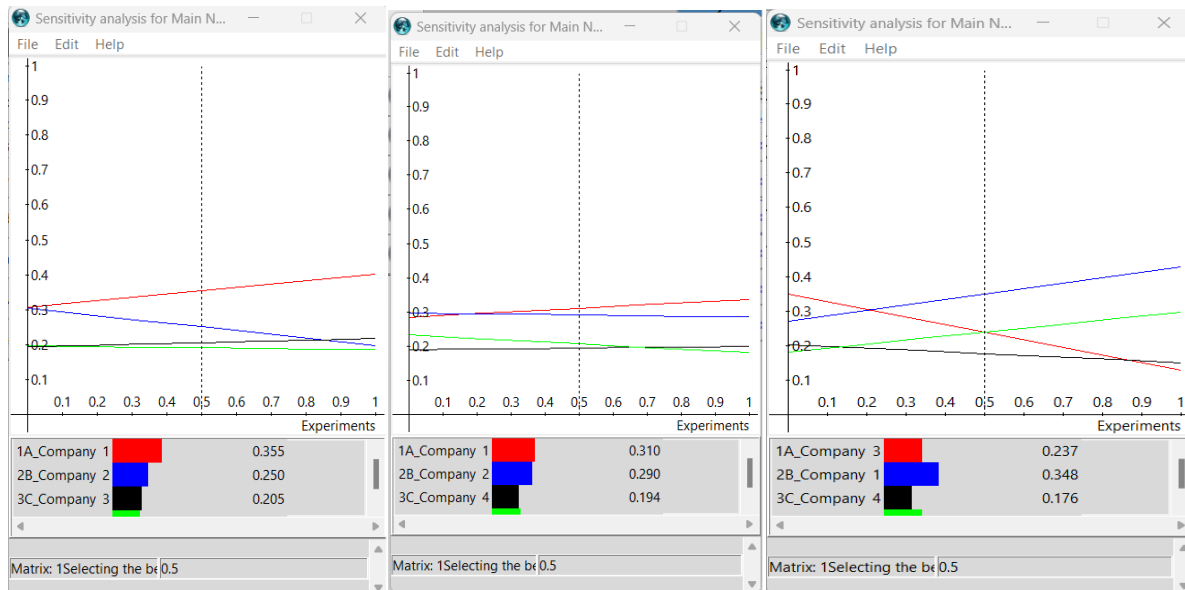 Sensitivity analysis for Main N...
File Edit Help
1
0.9
0.8
0.7
0.6
0.5
0.4
0.3
0.2
0.1
0.1 0.2 0.3 0.4 0.5 0.6 0.7 0.8 0.9 1
Experiments
1A_Company 1 0.355
2B_Company 2 0.250
3C_Company 3 0.205
Matrix: 1Selecting the be 0.5
Sensitivity analysis for Main N...
File Edit Help
1
0.9
0.8
0.7
0.6
0.5
0.4
0.3
0.2
0.1
0.1 0.2 0.3 0.4 0.5 0.6 0.7 0.8 0.9 1
Experiments
1A_Company 1 0.310
2B_Company 2 0.290
3C_Company 4 0.194
Matrix: 1Selecting the be 0.5
Sensitivity analysis for Main N...
File Edit Help
1
0.9
0.8
0.7
0.6
0.5
0.4
0.3
0.2
0.1
0.1 0.2 0.3 0.4 0.5 0.6 0.7 0.8 0.9 1
Experiments
1A_Company 3 0.237
2B_Company 1 0.348
3C_Company 4 0.176
Matrix: 1Selecting the be 0.5